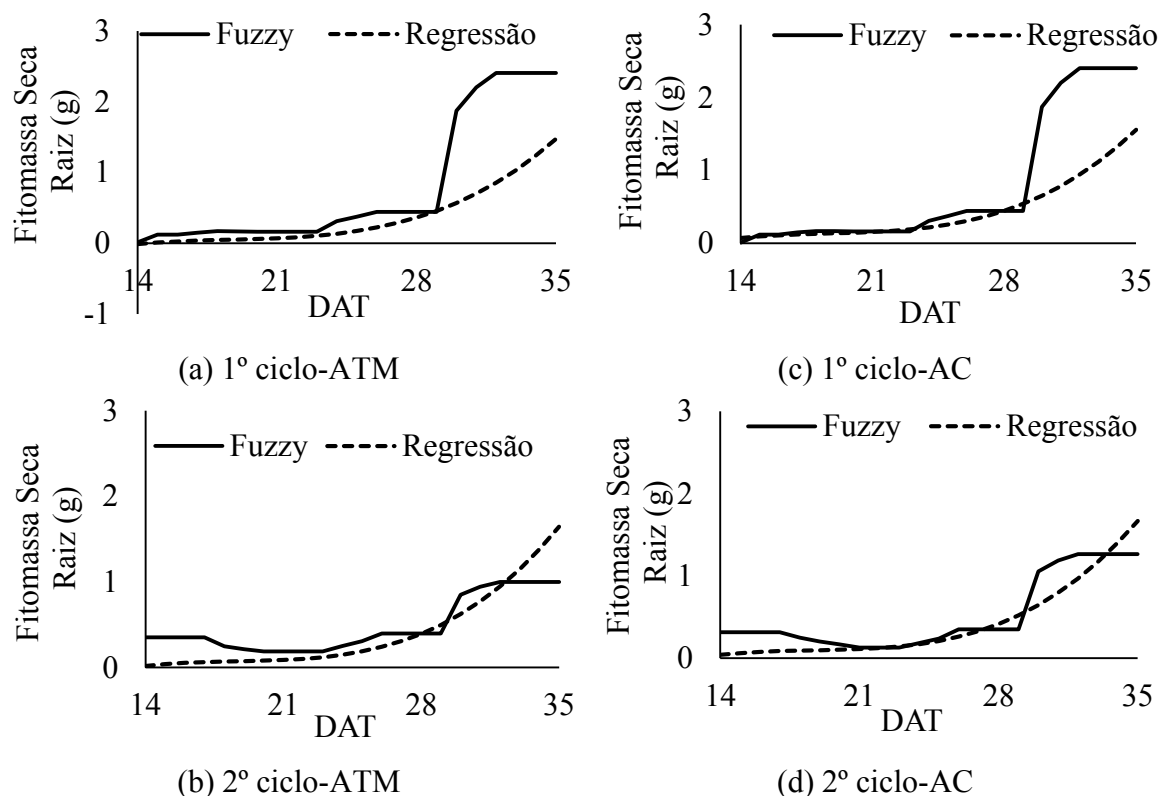 Fuzzy Regressão
Fitomassa Seca
Raiz (g)
3
2
1
0
-1
14 21 28 35
DAT
(a) 1º ciclo-ATM
Fuzzy Regressão
Fitomassa Seca
Raiz (g)
3
2
1
0
14 21 28 35
DAT
(c) 1º ciclo-AC
Fuzzy Regressão
Fitomassa Seca
Raiz (g)
3
2
1
0
14 21 28 35
DAT
(b) 2º ciclo-ATM
Fuzzy Regressão
Fitomassa Seca
Raiz (g)
3
2
1
0
14 21 28 35
DAT
(d) 2º ciclo-AC